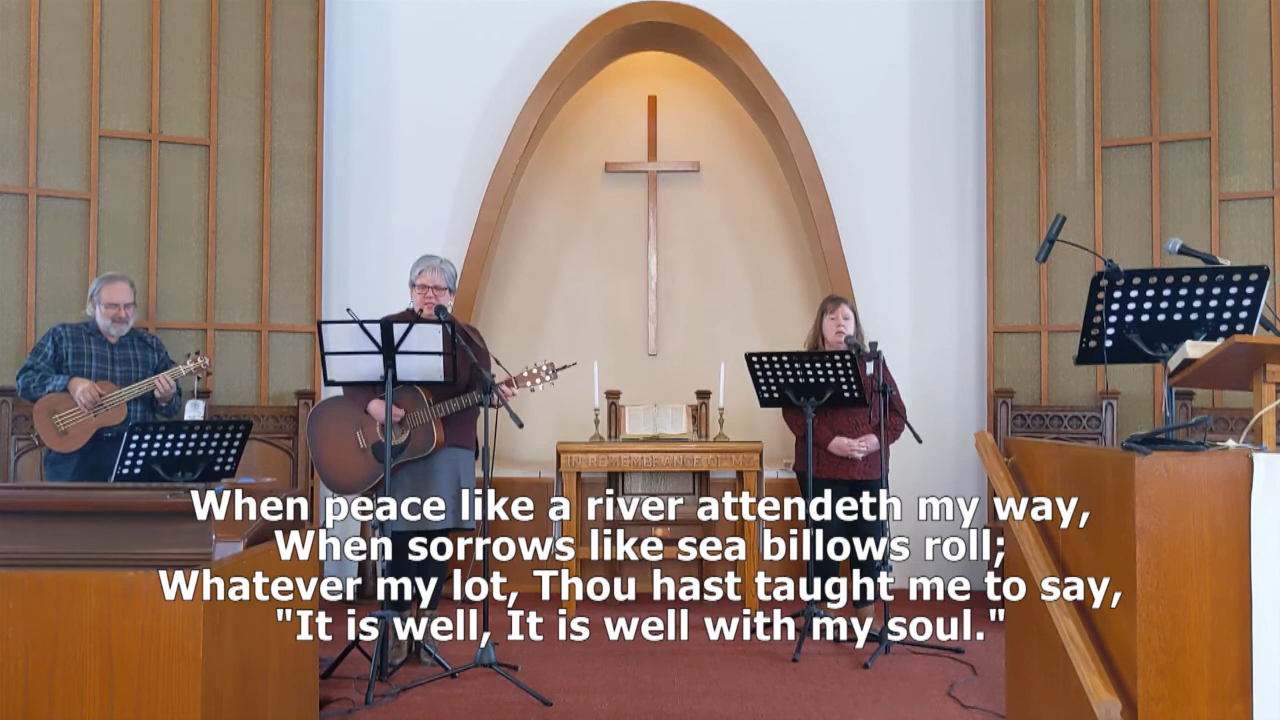 IN REMEMBRANCE OF ME
When peace like a river attendeth my way,
When sorrows like sea billows roll;
Whatever my lot, Thou hast taught me to say,
"It is well, It is well with my soul."